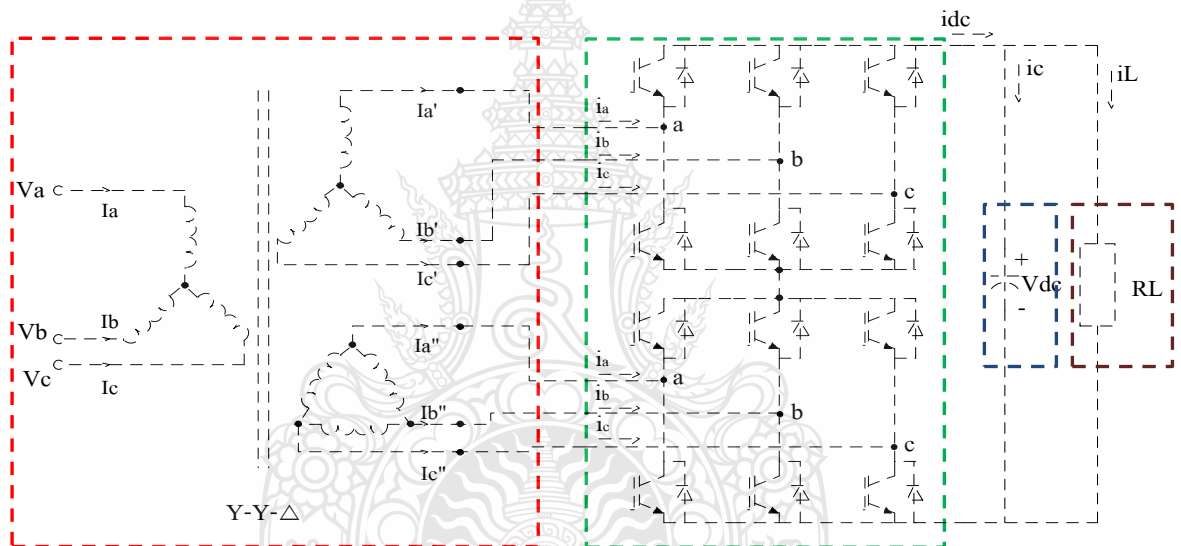 idc
ic
iL
Ia'
ia
a
ib
b
ic
c
Va
Ia
Ib'
Ic'
+
Vdc
-
RL
Vb
Ib
Vc
Ic
Ia"
ia
a
ib
b
ic
c
Ib"
Ic"
Y-Y-△